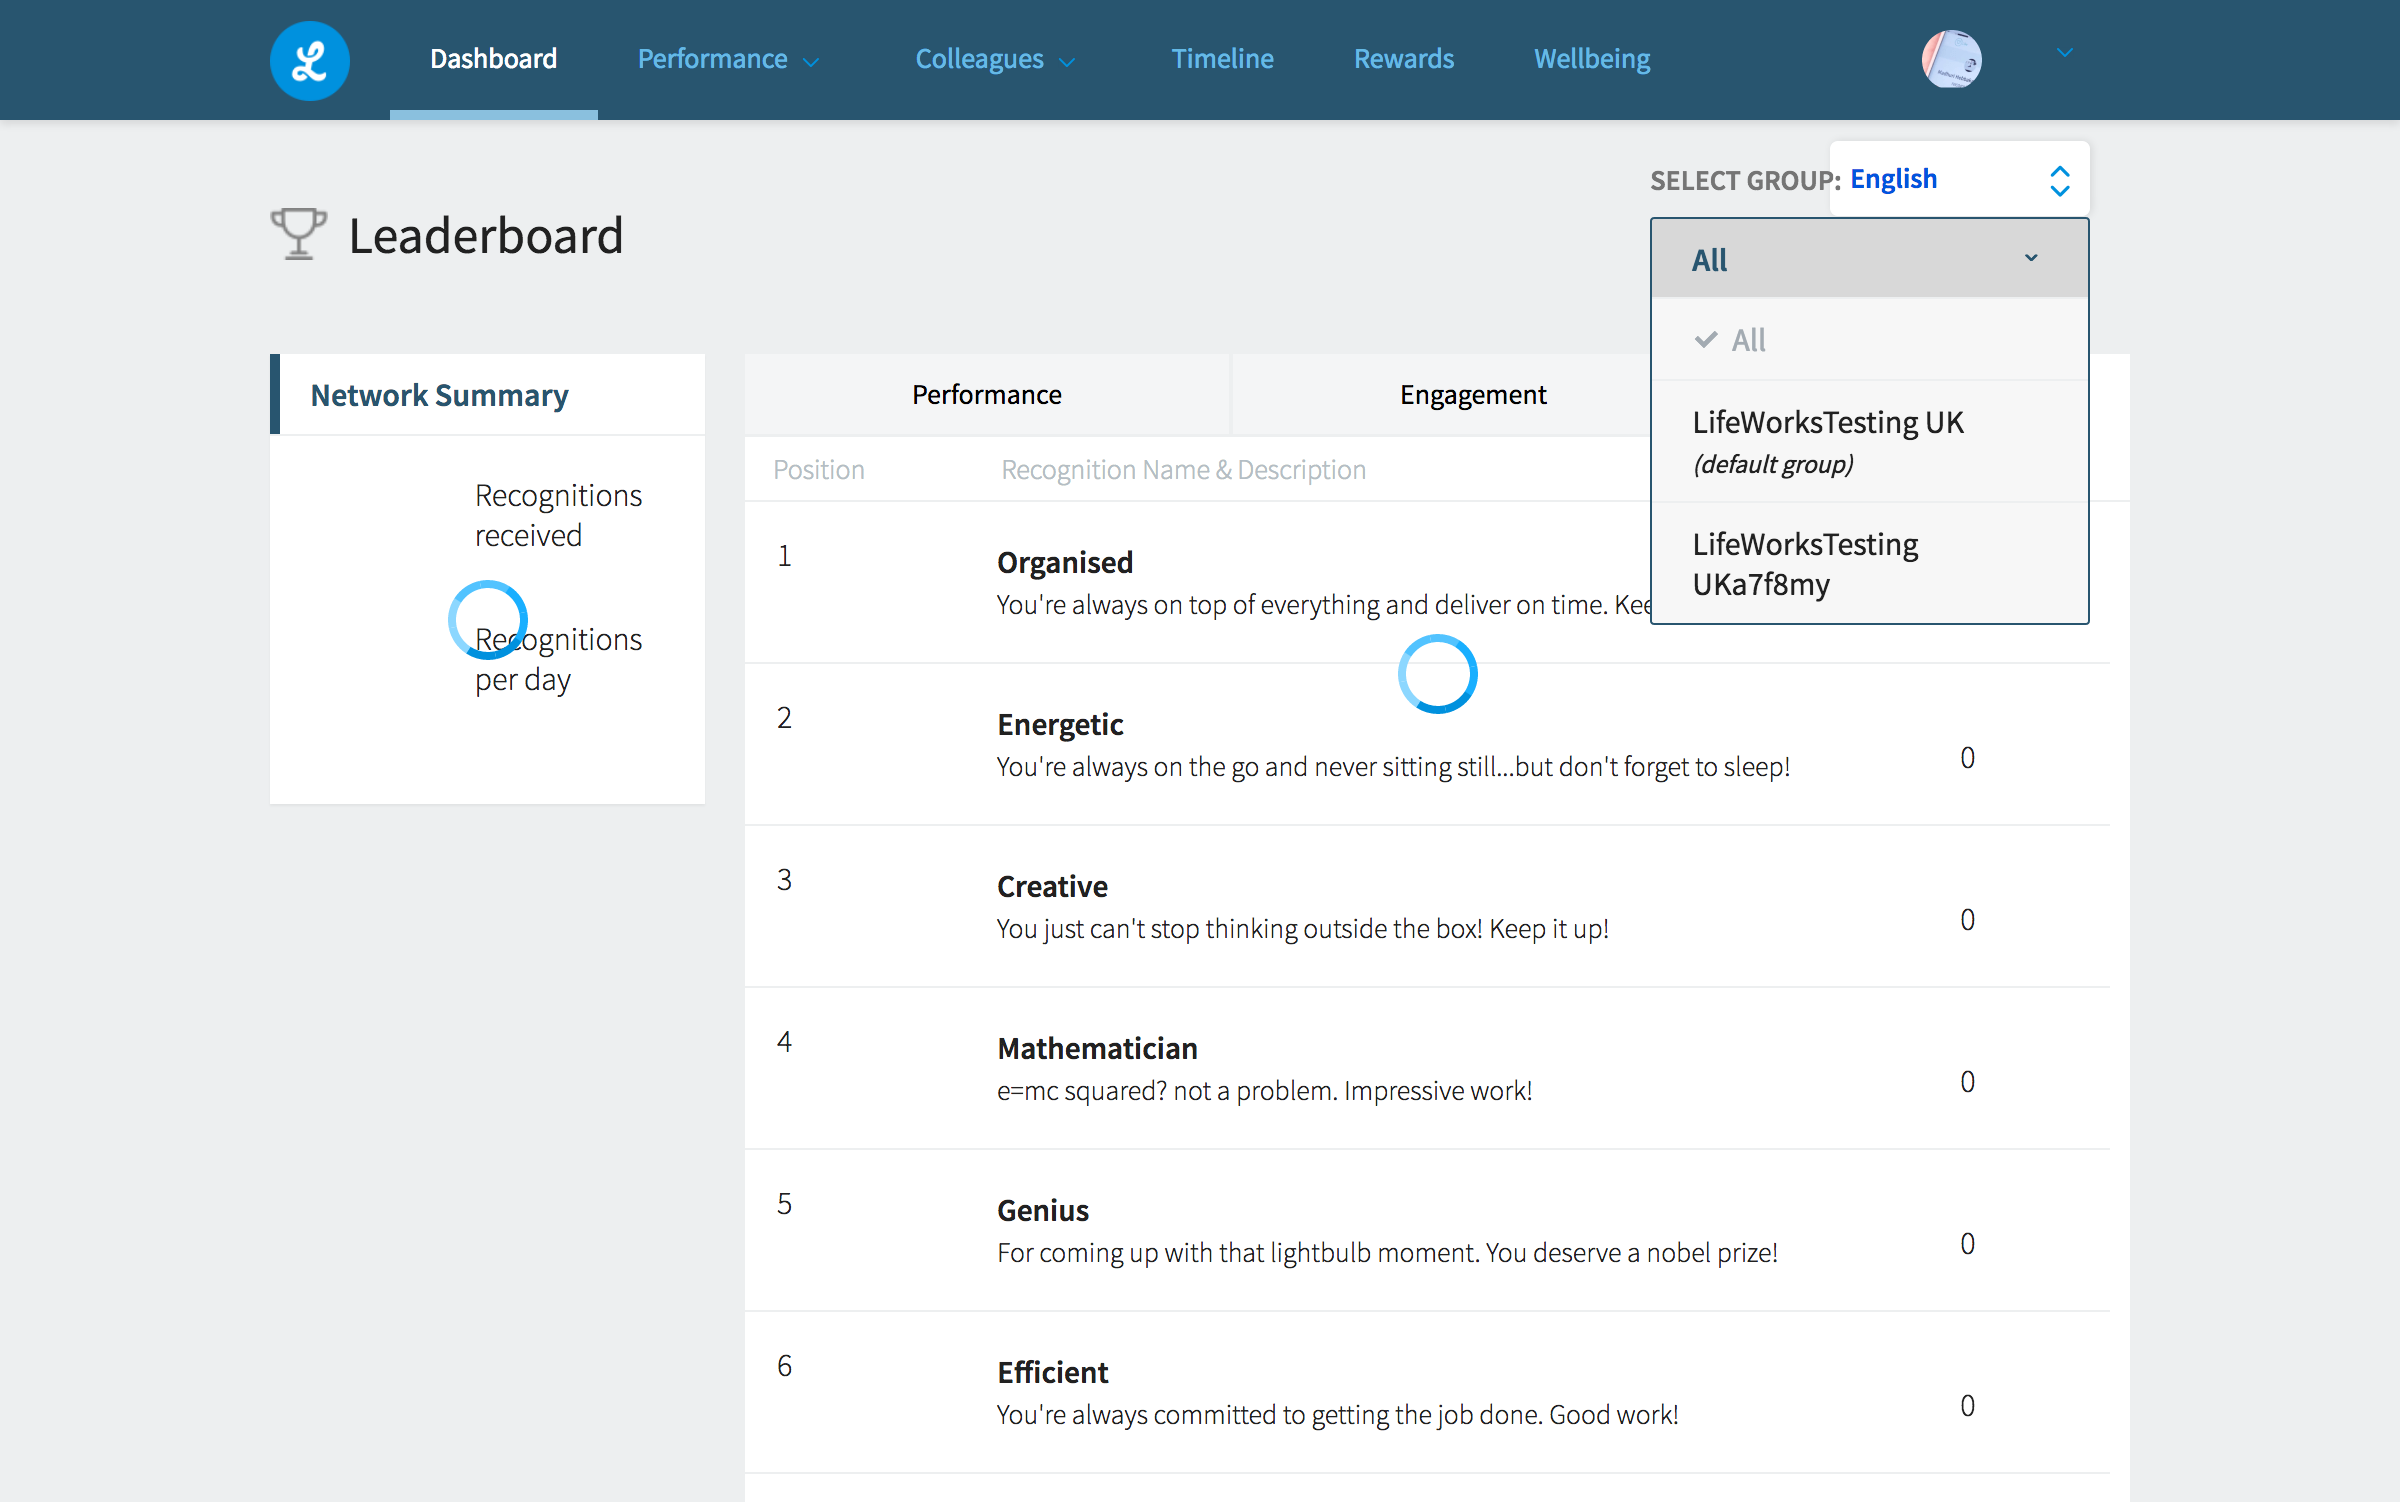 Dashboard
Performance
Colleagues
Timeline
Rewards
Wellbeing
SELECT GROUP:
English
Leaderboard
All
All
LifeWorksTesting UK
(default group)
LifeWorksTesting
UKa7f8my
Network Summary
Recognitions
received
Recognitions
per day
Performance
Engagement
Position
Recognition Name & Description
1
Organised
You're always on top of everything and deliver on time.
2
Energetic
You're always on the go and never sitting still...but don't forget to sleep!
0
3
Creative
You just can't stop thinking outside the box! Keep it up!
0
4
Mathematician
e=mc squared? not a problem. Impressive work!
0
5
Genius
For coming up with that lightbulb moment. You deserve a nobel prize!
0
6
Efficient
You're always committed to getting the job done. Good work!
0